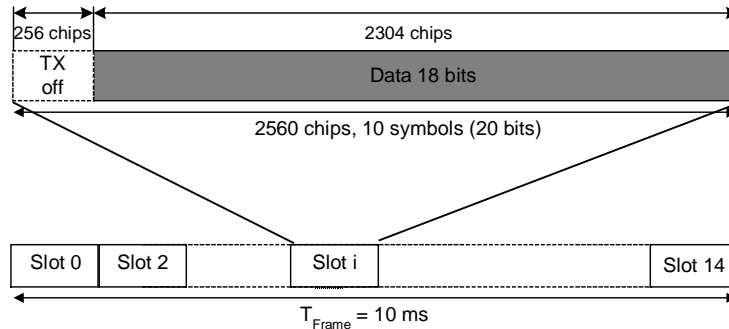 256 chips
2304 chips
TX
off
Data 18 bits
2560 chips, 10 symbols (20 bits)
Slot 0
Slot 2
Slot i
Slot 14
T_Frame = 10 ms